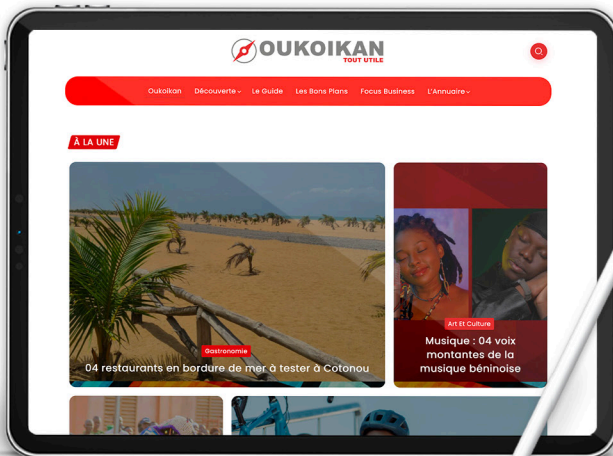 OUKOIKAN
TOUT UTILE
Oukoikan Découverte Le Guide Les Bons Plans Focus Business L'Annuaire
À LA UNE
Gastronomie
04 restaurants en bordure de mer à tester à Cotonou
Art Et Culture
Musique : 04 voix
montantes de la
musique béninoise